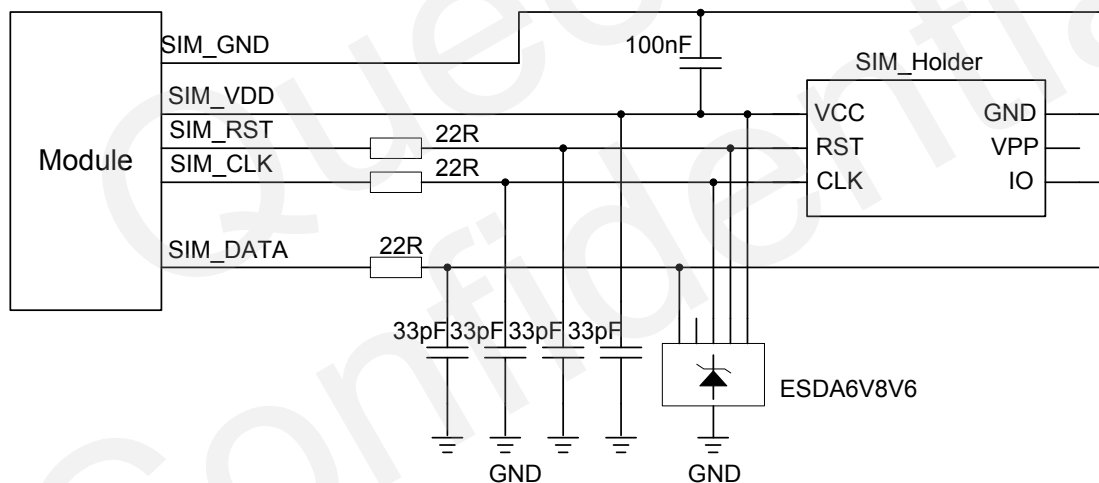 SIM_GND
100nF
SIM_Holder
SIM_VDD
VCC GND
SIM_RST 22R
RST VPP
Module
SIM_CLK 22R
CLK IO
SIM_DATA 22R
33pF 33pF 33pF 33pF
ESDA6V8V6
GND GND
Confidential